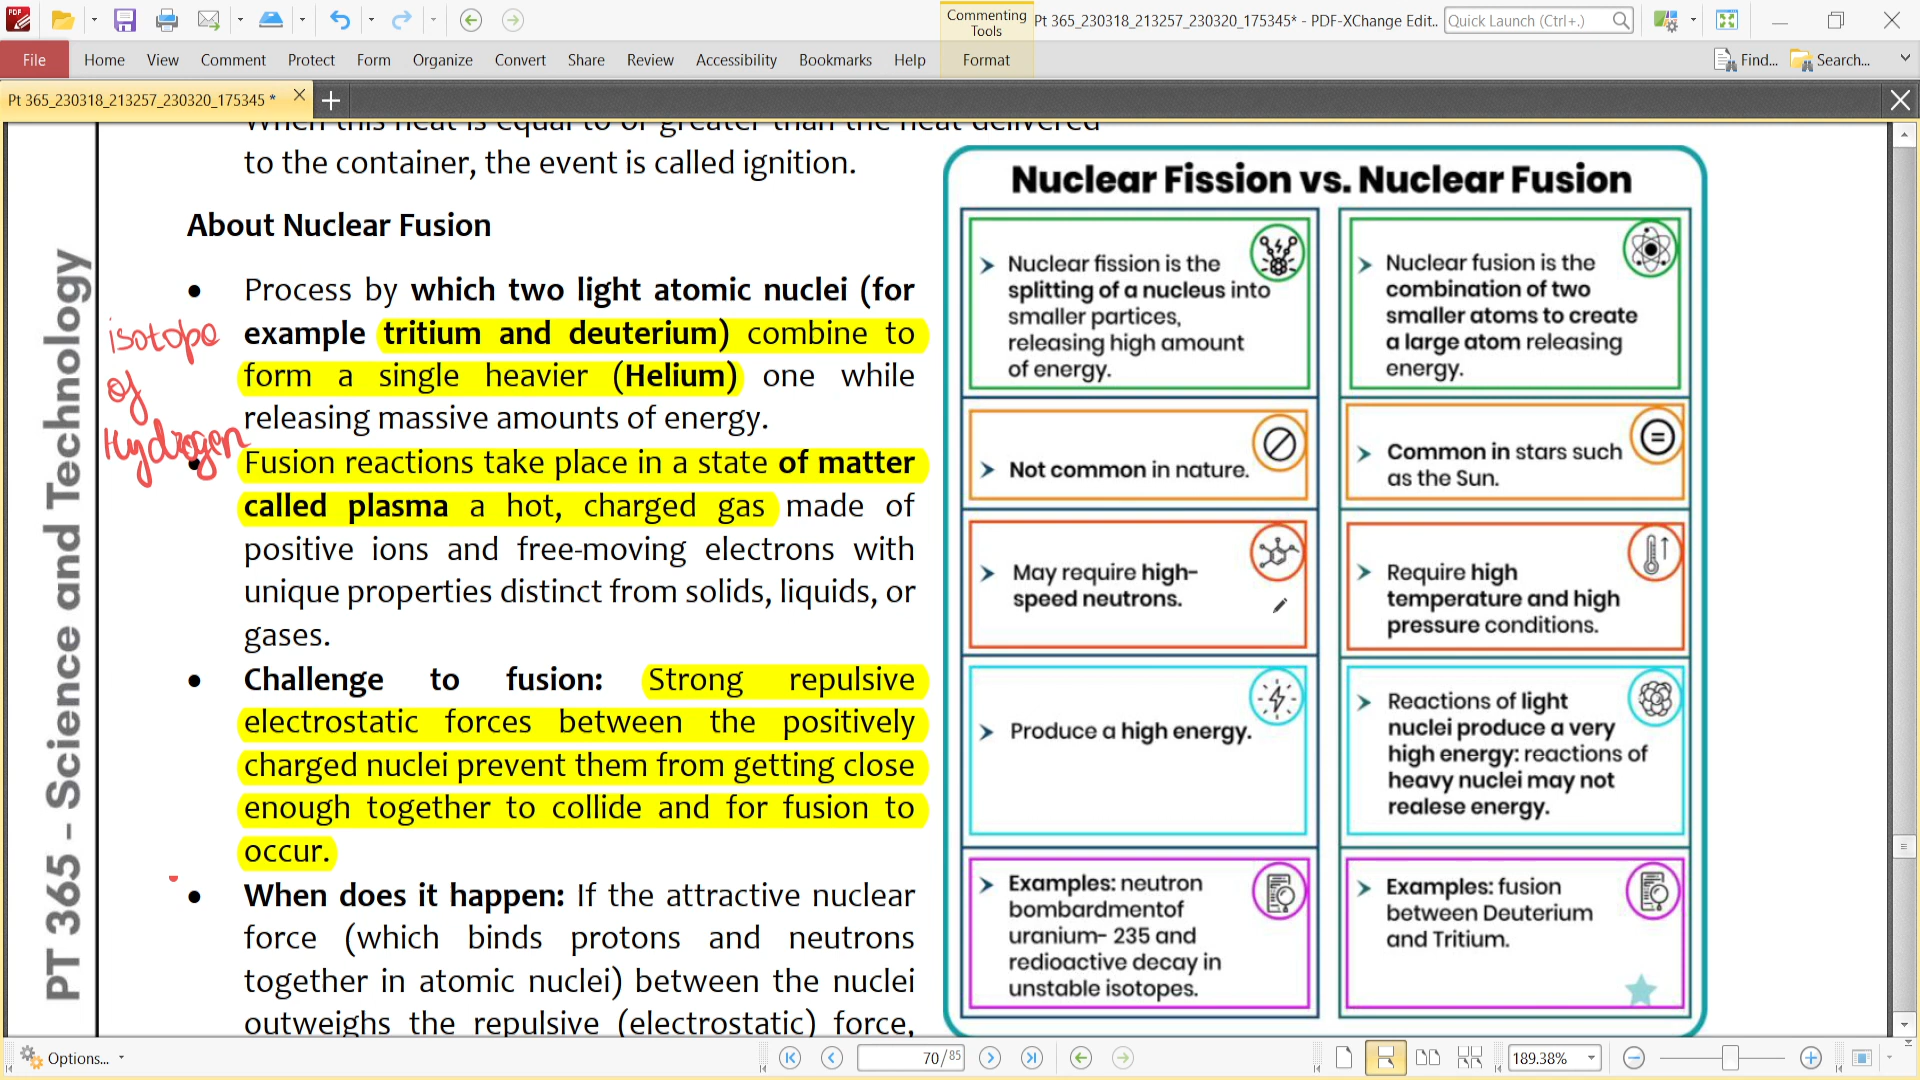 Commenting Tools
Pt 365_230318_213257_230320_175345* - PDF-XChange Edit..
Quick Launch (Ctrl+.)
File Home View Comment Protect Form Organize Convert Share Review Accessibility Bookmarks Help Format
Find... Search...
Pt 365_230318_213257_230320_175345 *
PT 365 - Science and Technology
When this heat is equal to or greater than the heat delivered
to the container, the event is called ignition.
About Nuclear Fusion
• Process by which two light atomic nuclei (for
example tritium and deuterium) combine to
form a single heavier (Helium) one while
releasing massive amounts of energy.
isotope
of
Hydrogen
Fusion reactions take place in a state of matter
called plasma a hot, charged gas made of
positive ions and free-moving electrons with
unique properties distinct from solids, liquids, or
gases.
• Challenge to fusion: Strong repulsive
electrostatic forces between the positively
charged nuclei prevent them from getting close
enough together to collide and for fusion to
occur.
• When does it happen: If the attractive nuclear
force (which binds protons and neutrons
together in atomic nuclei) between the nuclei
outweighs the repulsive (electrostatic) force,
Nuclear Fission vs. Nuclear Fusion
Nuclear fission is the
splitting of a nucleus into
smaller partices,
releasing high amount
of energy.
Nuclear fusion is the
combination of two
smaller atoms to create
a large atom releasing
energy.
Not common in nature.
Common in stars such
as the Sun.
May require high-
speed neutrons.
Require high
temperature and high
pressure conditions.
Produce a high energy.
Reactions of light
nuclei produce a very
high energy: reactions of
heavy nuclei may not
realese energy.
Examples: neutron
bombardmentof
uranium- 235 and
redioactive decay in
unstable isotopes.
Examples: fusion
between Deuterium
and Tritium.
Options...
70/85
189.38%